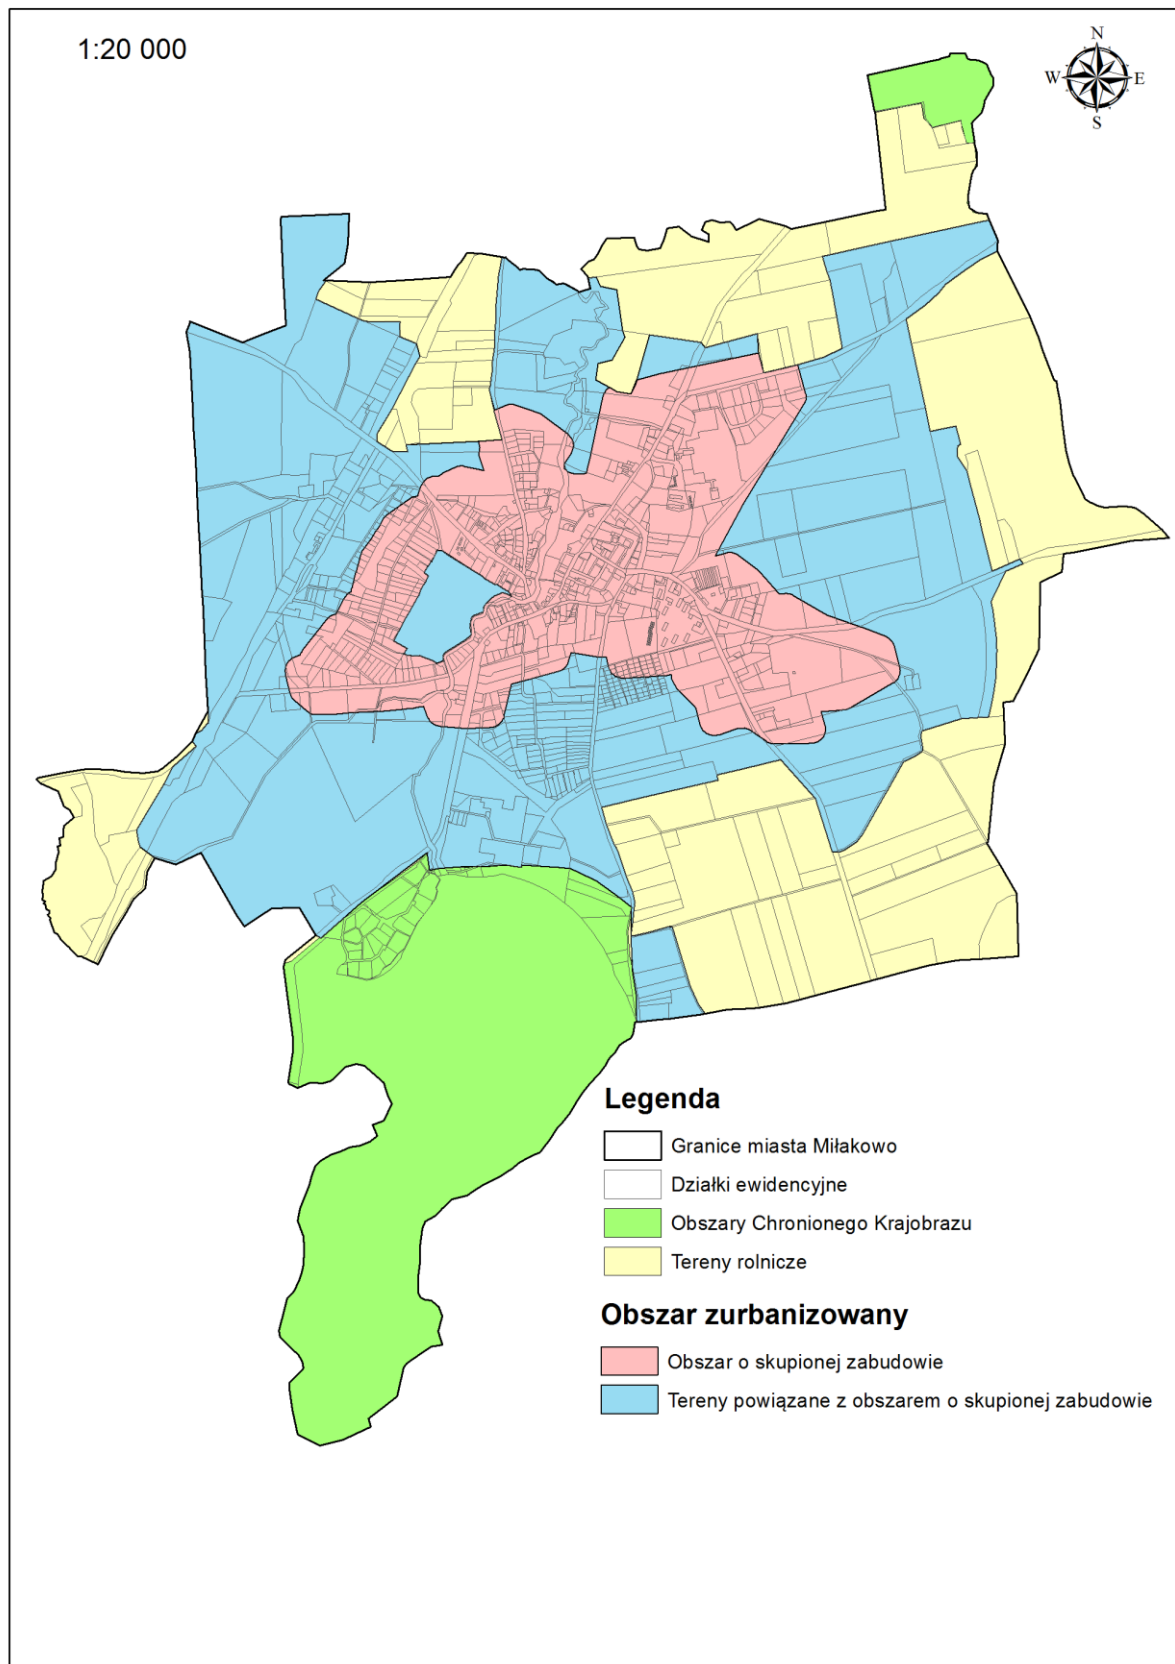 1:20 000
N
W E
S
Legenda
Granice miasta Miłakowo
Działki ewidencyjne
Obszary Chronionego Krajobrazu
Tereny rolnicze
Obszar zurbanizowany
Obszar o skupionej zabudowie
Tereny powiązane z obszarem o skupionej zabudowie